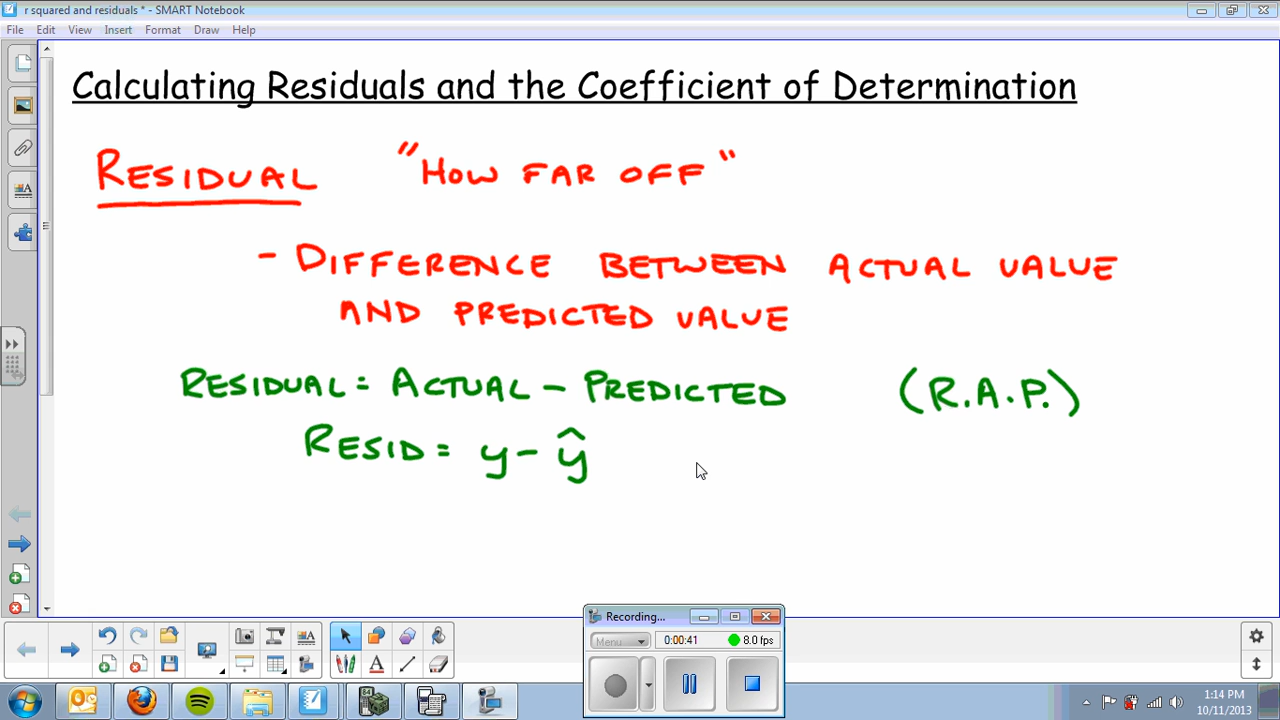 r squared and residuals * - SMART Notebook
File Edit View Insert Format Draw Help
Calculating Residuals and the Coefficient of Determination
RESIDUAL "HOW FAR OFF"
- DIFFERENCE BETWEEN ACTUAL VALUE
AND PREDICTED VALUE
RESIDUAL = ACTUAL - PREDICTED (R.A.P.)
RESID = y - ŷ
Recording...
Menu 0:00:41 8.0 fps
1:14 PM
10/11/2013